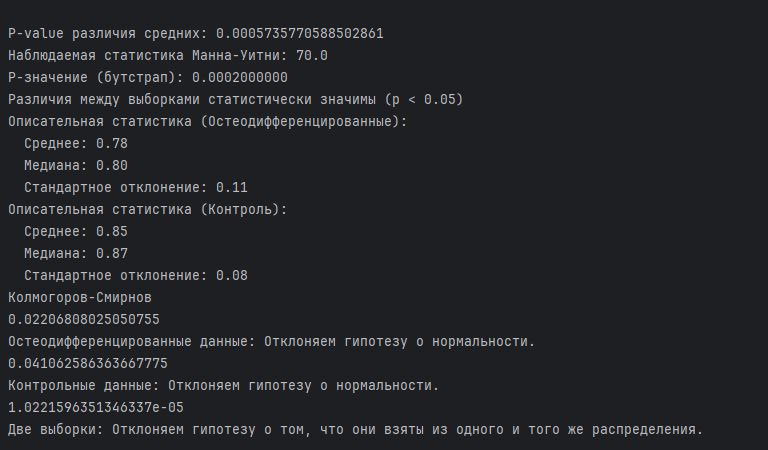 P-value различия средних: 0.0005735770588502861
Наблюдаемая статистика Манна-Уитни: 70.0
P-значение (бутстрап): 0.0002000000
Различия между выборками статистически значимы (p < 0.05)
Описательная статистика (Остеодифференцированные):
  Среднее: 0.78
  Медиана: 0.80
  Стандартное отклонение: 0.11
Описательная статистика (Контроль):
  Среднее: 0.85
  Медиана: 0.87
  Стандартное отклонение: 0.08
Колмогоров-Смирнов
0.02206808025050755
Остеодифференцированные данные: Отклоняем гипотезу о нормальности.
0.041062586363667775
Контрольные данные: Отклоняем гипотезу о нормальности.
1.0221596351346337e-05
Две выборки: Отклоняем гипотезу о том, что они взяты из одного и того же распределения.